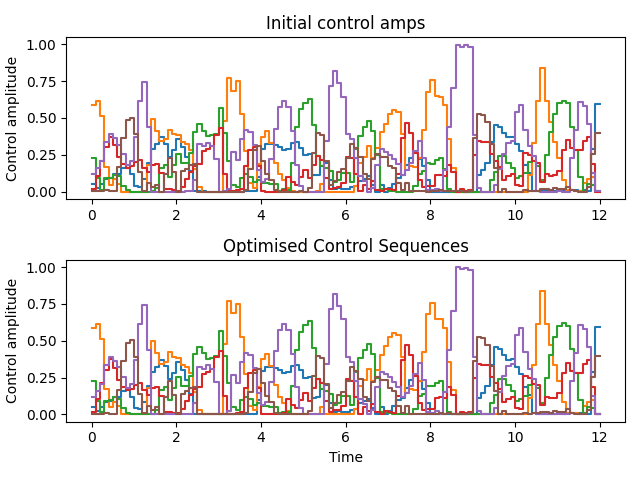 Initial control amps
Control amplitude
1.00
0.75
0.50
0.25
0.00
0 2 4 6 8 10 12
Optimised Control Sequences
Control amplitude
1.00
0.75
0.50
0.25
0.00
0 2 4 6 8 10 12
Time